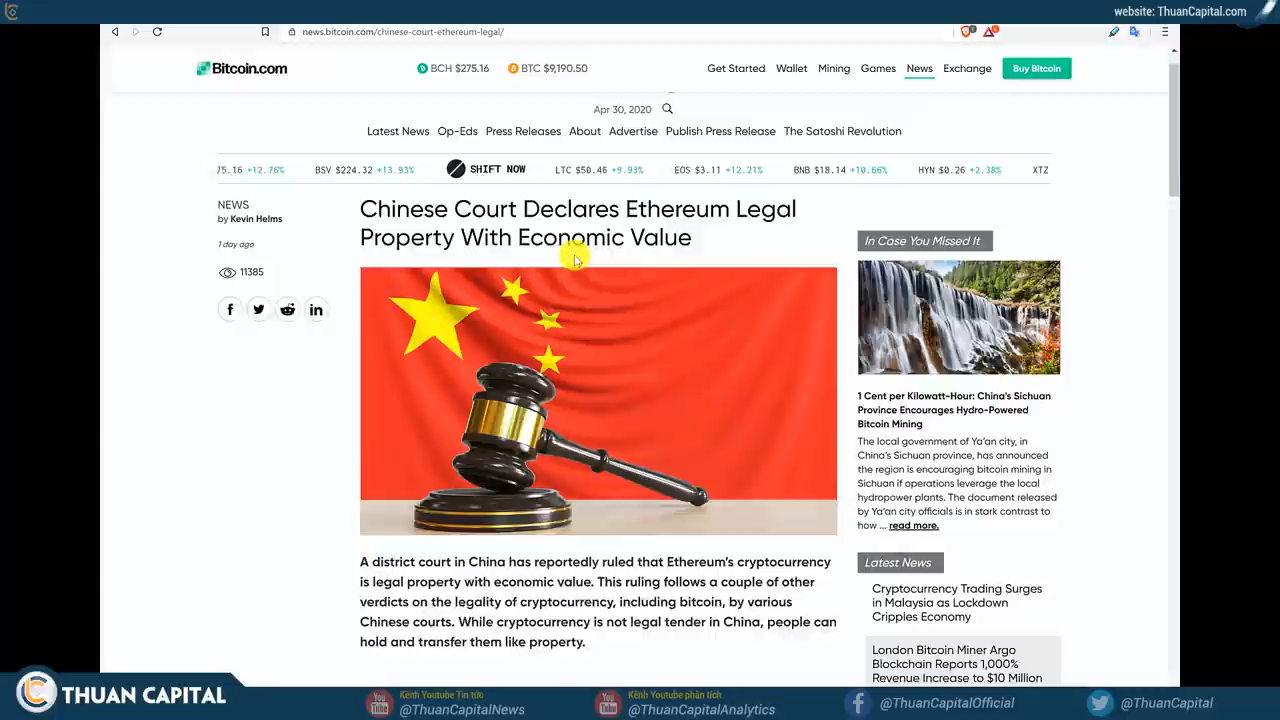 website: ThuanCapital.com
news.bitcoin.com/chinese-court-ethereum-legal/
Bitcoin.com
BCH $275.16
BTC $9,190.50
Get Started Wallet Mining Games News Exchange Buy Bitcoin
Apr 30, 2020
Latest News Op-Eds Press Releases About Advertise Publish Press Release The Satoshi Revolution
75.16 +12.76% BSV $224.32 +13.93% SHIFT NOW LTC $50.46 +9.93% EOS $3.11 +12.21% BNB $18.14 +10.66% HYN $0.26 +2.38% XTZ
NEWS
by Kevin Helms
1 day ago
11385
Chinese Court Declares Ethereum Legal
Property With Economic Value
A district court in China has reportedly ruled that Ethereum's cryptocurrency
is legal property with economic value. This ruling follows a couple of other
verdicts on the legality of cryptocurrency, including bitcoin, by various
Chinese courts. While cryptocurrency is not legal tender in China, people can
hold and transfer them like property.
In Case You Missed It
1 Cent per Kilowatt-Hour: China's Sichuan
Province Encourages Hydro-Powered
Bitcoin Mining
The local government of Ya'an city, in
China's Sichuan province, has announced
the region is encouraging bitcoin mining in
Sichuan if operations leverage the local
hydropower plants. The document released
by Ya'an city officials is in stark contrast to
how ... read more.
Latest News
Cryptocurrency Trading Surges
in Malaysia as Lockdown
Cripples Economy
London Bitcoin Miner Argo
Blockchain Reports 1,000%
Revenue Increase to $10 Million
THUAN CAPITAL
Kênh Youtube Tin tức
@ThuanCapitalNews
Kênh Youtube phân tích
@ThuanCapitalAnalytics
@ThuanCapitalOfficial
@ThuanCapital